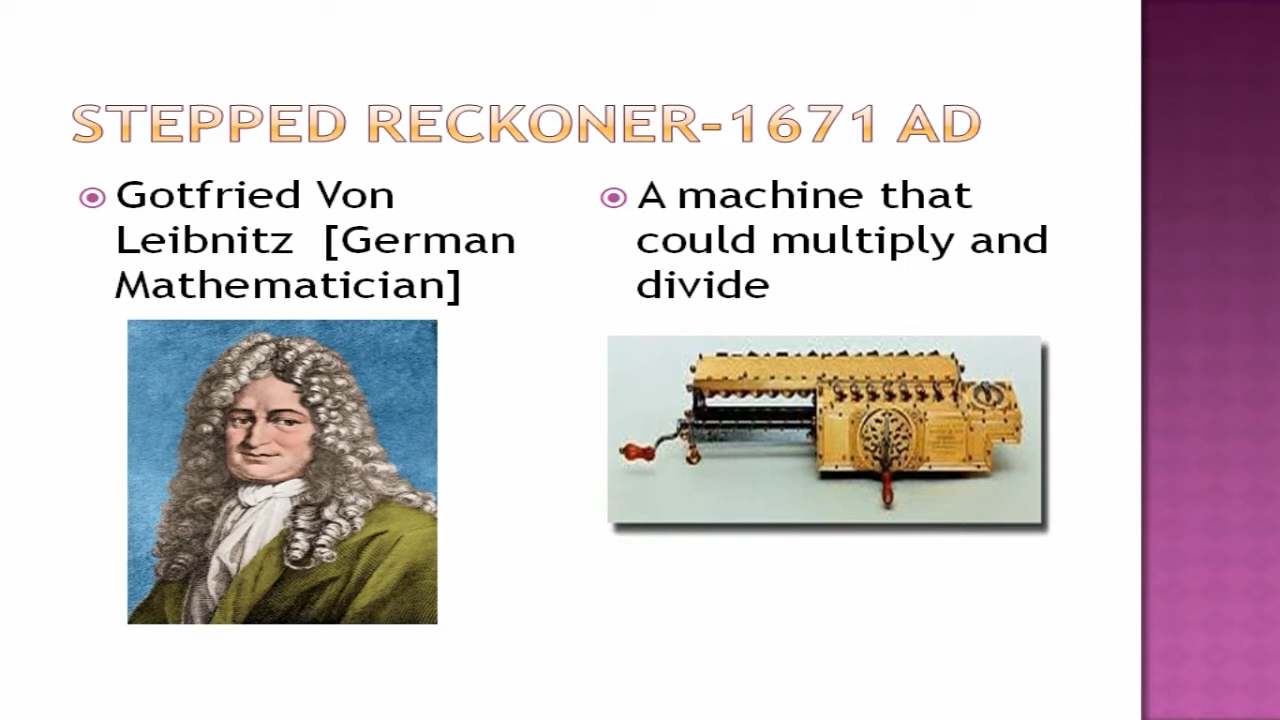 STEPPED RECKONER-1671 AD
Gotfried Von
Leibnitz [German
Mathematician]
A machine that
could multiply and
divide